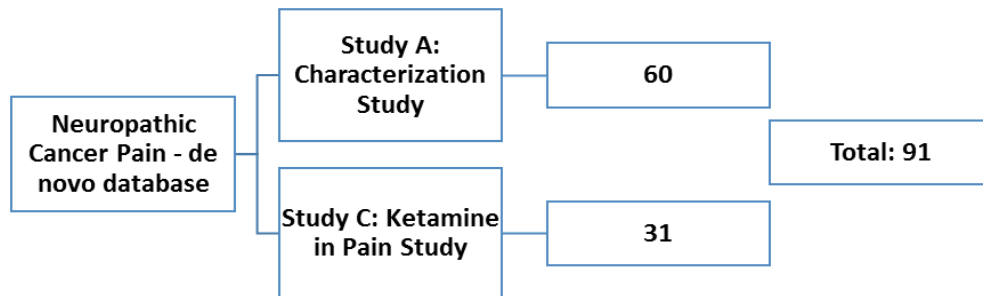 Neuropathic
Cancer Pain - de
novo database
Study A:
Characterization
Study
60
Study C: Ketamine
in Pain Study
31
Total: 91